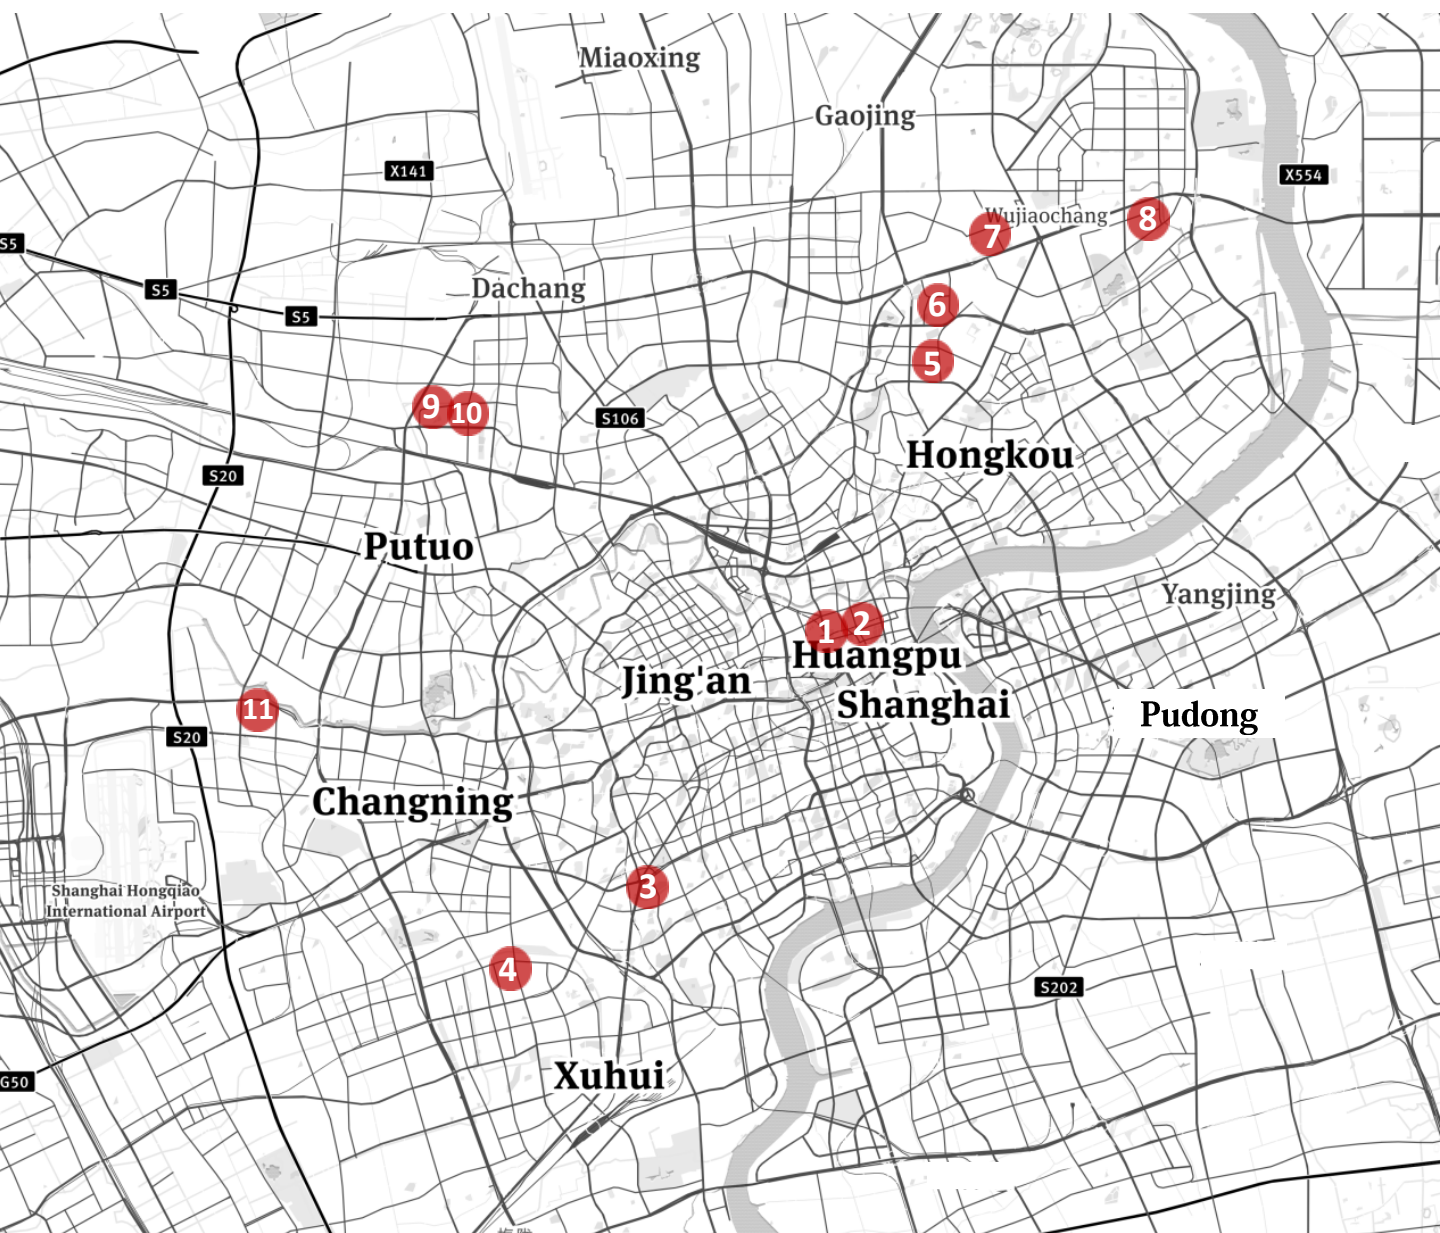 Miaoxing
Gaojing
X141
X554
Wujiaochang
8
7
S5
S5
S5
Dachang
6
5
9
10
S106
Hongkou
S20
Putuo
Yangjing
1
2
Huangpu
Jing'an
Shanghai
11
Pudong
S20
Changning
Shanghai Hongqiao
International Airport
3
4
S202
Xuhui
G50